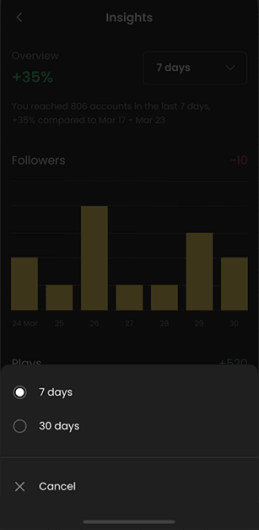 Insights
Overview
+35%
7 days
You reached 806 accounts in the last 7 days,
+35% compared to Mar 17 - Mar 23
Followers
-10
24 Mar 25 26 27 28 29 30
Plays
+520
7 days
30 days
Cancel